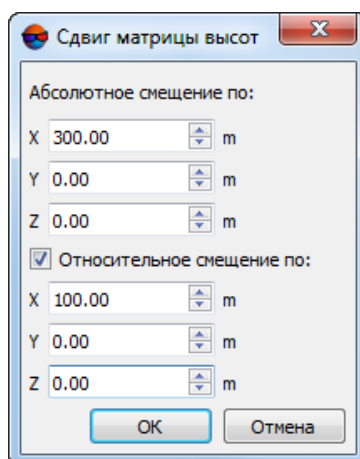 Сдвиг матрицы высот
Абсолютное смещение по:
X 300.00 m
Y 0.00 m
Z 0.00 m
Относительное смещение по:
X 100.00 m
Y 0.00 m
Z 0.00 m
OK Отмена